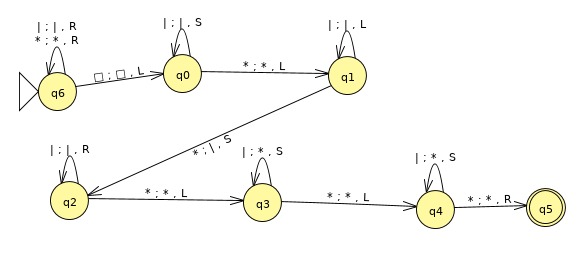 | ; | , R
* ; * , R
q6
□ ; □ , L
| ; | , S
q0
* ; * , L
| ; | , L
q1
* ; | , S
| ; | , R
q2
* ; * , L
| ; * , S
q3
* ; * , L
| ; * , S
q4
* ; * , R
q5